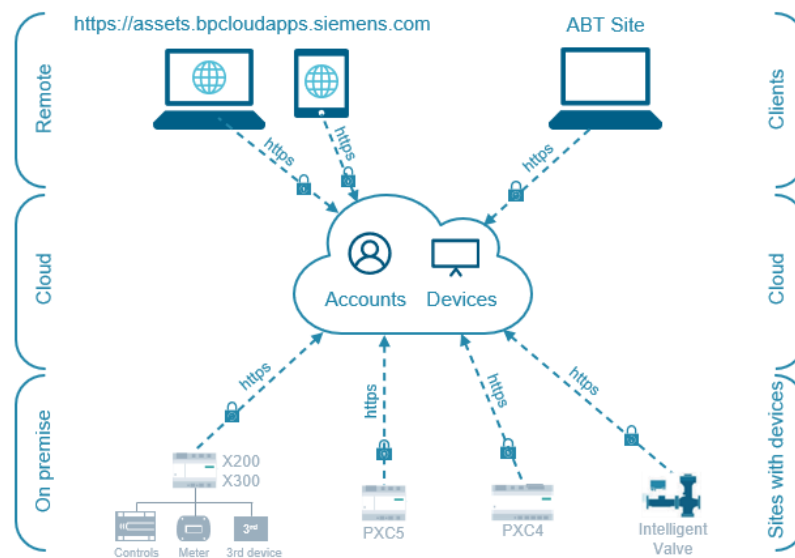 https://assets.bpcloudapps.siemens.com
ABT Site
Remote
Clients
https
https
https
Cloud
Cloud
Accounts
Devices
https
https
https
https
On premise
Sites with devices
X200
X300
PXC5
PXC4
Intelligent
Valve
3rd
Controls
Meter
3rd device